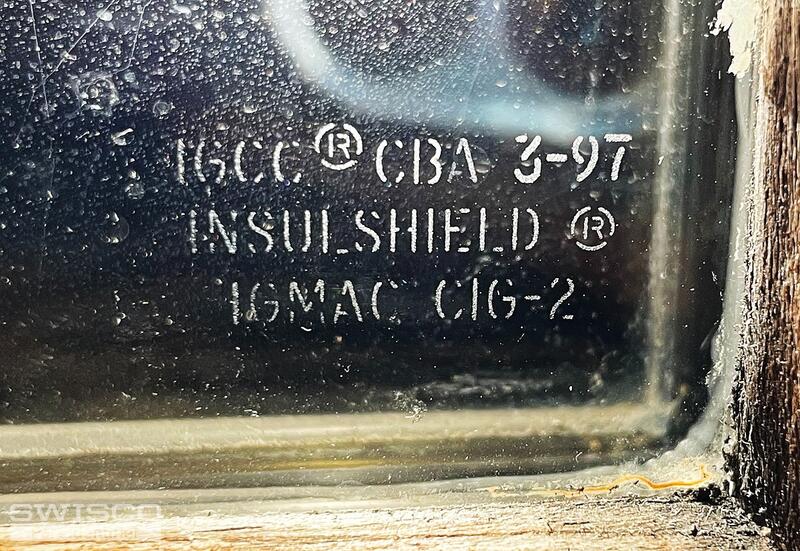 IGCC® CBA 3-97
INSULSHIELD ®
IGMAC CIG-2
SWISCO